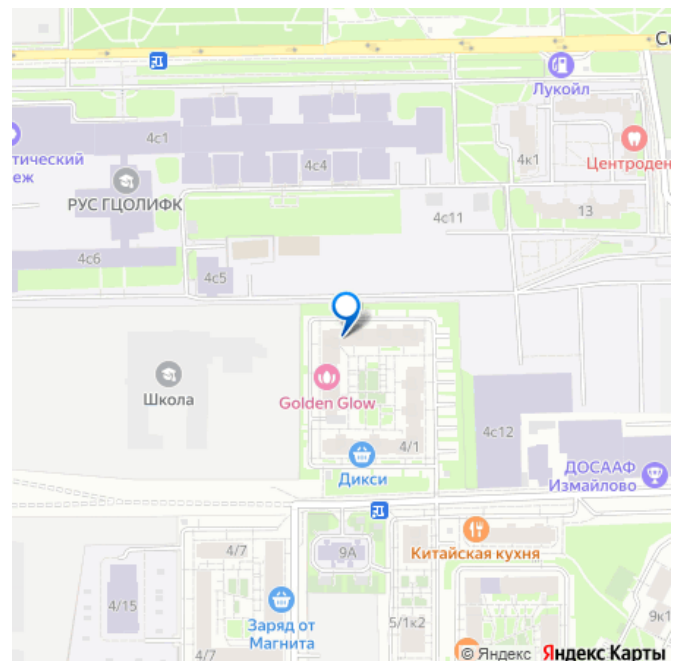 Cu
Лукойл
4с1
тический
еж
4с4
4к1
Центроден
РУС ГЦОЛИФК
4с11
13
4с6
4с5
Школа
Golden Glow
4/1
4с12
Дикси
ДОСААФ
Измайлово
4/7
9А
Китайская кухня
4/15
Заряд от
Магнита
5/1к2
9к1
4/7
© Яндекс Яндекс Карты